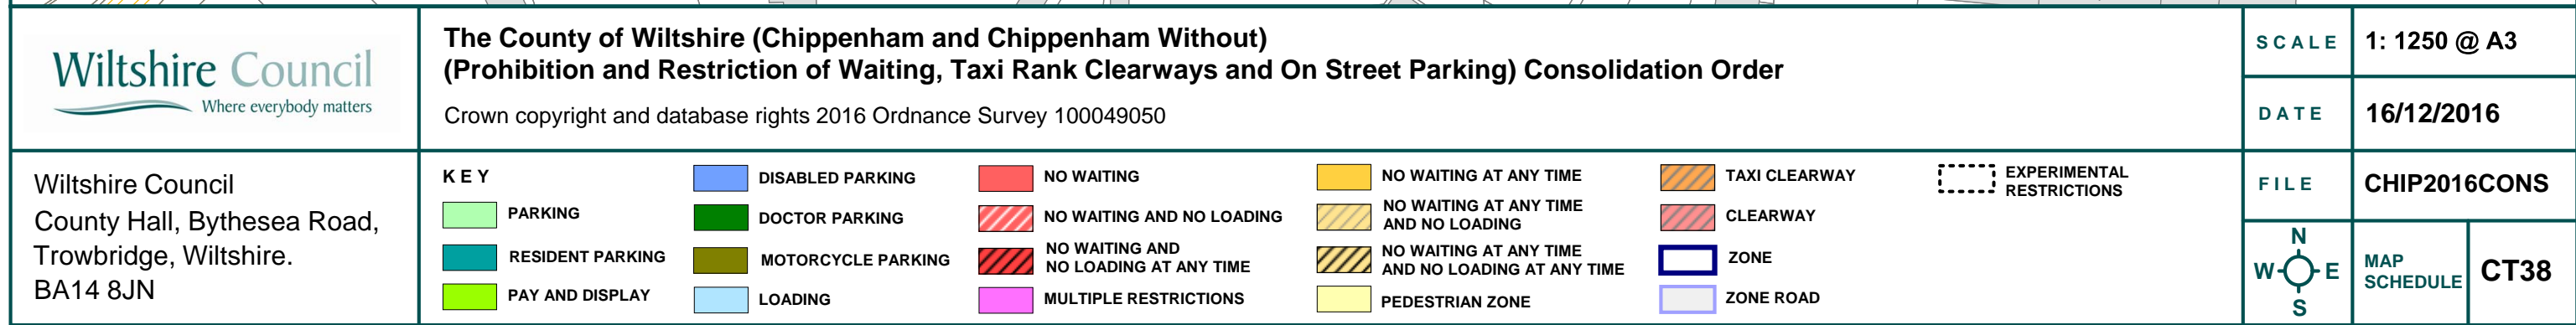 Wiltshire Council
Where everybody matters
The County of Wiltshire (Chippenham and Chippenham Without)
(Prohibition and Restriction of Waiting, Taxi Rank Clearways and On Street Parking) Consolidation Order
Crown copyright and database rights 2016 Ordnance Survey 100049050
SCALE
1: 1250 @ A3
DATE
16/12/2016
Wiltshire Council
County Hall, Bythesea Road,
Trowbridge, Wiltshire.
BA14 8JN
KEY
PARKING
RESIDENT PARKING
PAY AND DISPLAY
DISABLED PARKING
DOCTOR PARKING
MOTORCYCLE PARKING
LOADING
NO WAITING
NO WAITING AND NO LOADING
NO WAITING AND
NO LOADING AT ANY TIME
MULTIPLE RESTRICTIONS
NO WAITING AT ANY TIME
NO WAITING AT ANY TIME
AND NO LOADING
NO WAITING AT ANY TIME
AND NO LOADING AT ANY TIME
PEDESTRIAN ZONE
TAXI CLEARWAY
CLEARWAY
ZONE
ZONE ROAD
EXPERIMENTAL
RESTRICTIONS
FILE
CHIP2016CONS
N
W E
S
MAP
SCHEDULE
CT38